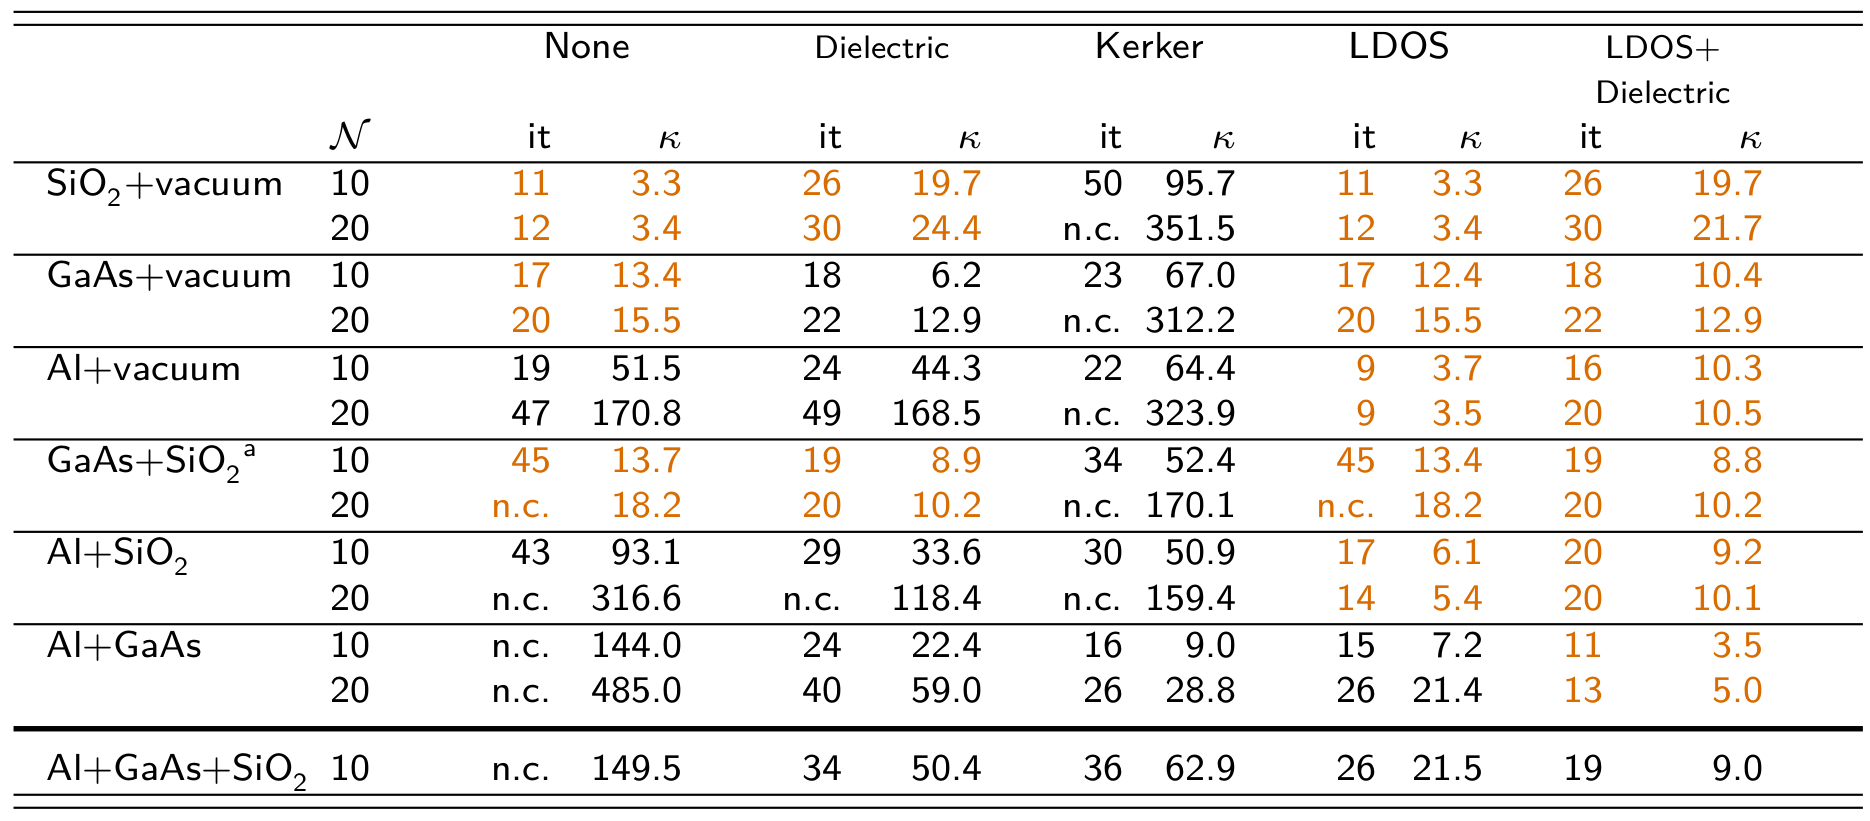 None Dielectric Kerker LDOS LDOS+
Dielectric
𝒩 it κ it κ it κ it κ it κ
SiO₂+vacuum 10 11 3.3 26 19.7 50 95.7 11 3.3 26 19.7
20 12 3.4 30 24.4 n.c. 351.5 12 3.4 30 21.7
GaAs+vacuum 10 17 13.4 18 6.2 23 67.0 17 12.4 18 10.4
20 20 15.5 22 12.9 n.c. 312.2 20 15.5 22 12.9
Al+vacuum 10 19 51.5 24 44.3 22 64.4 9 3.7 16 10.3
20 47 170.8 49 168.5 n.c. 323.9 9 3.5 20 10.5
GaAs+SiO₂ᵃ 10 45 13.7 19 8.9 34 52.4 45 13.4 19 8.8
20 n.c. 18.2 20 10.2 n.c. 170.1 n.c. 18.2 20 10.2
Al+SiO₂ 10 43 93.1 29 33.6 30 50.9 17 6.1 20 9.2
20 n.c. 316.6 n.c. 118.4 n.c. 159.4 14 5.4 20 10.1
Al+GaAs 10 n.c. 144.0 24 22.4 16 9.0 15 7.2 11 3.5
20 n.c. 485.0 40 59.0 26 28.8 26 21.4 13 5.0
Al+GaAs+SiO₂ 10 n.c. 149.5 34 50.4 36 62.9 26 21.5 19 9.0